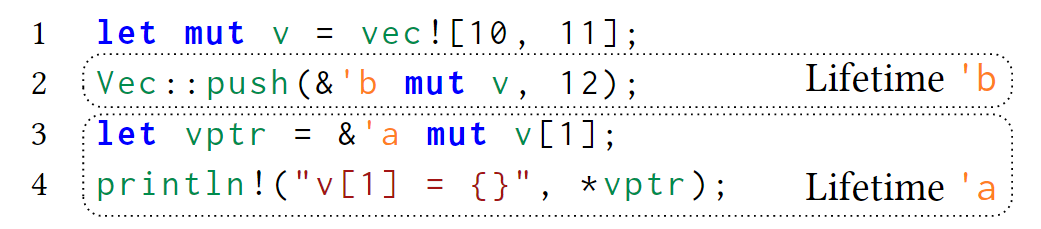 1 let mut v = vec![10, 11];
2 Vec::push(&'b mut v, 12); Lifetime 'b
3 let vptr = &'a mut v[1];
4 println!("v[1] = {}", *vptr); Lifetime 'a